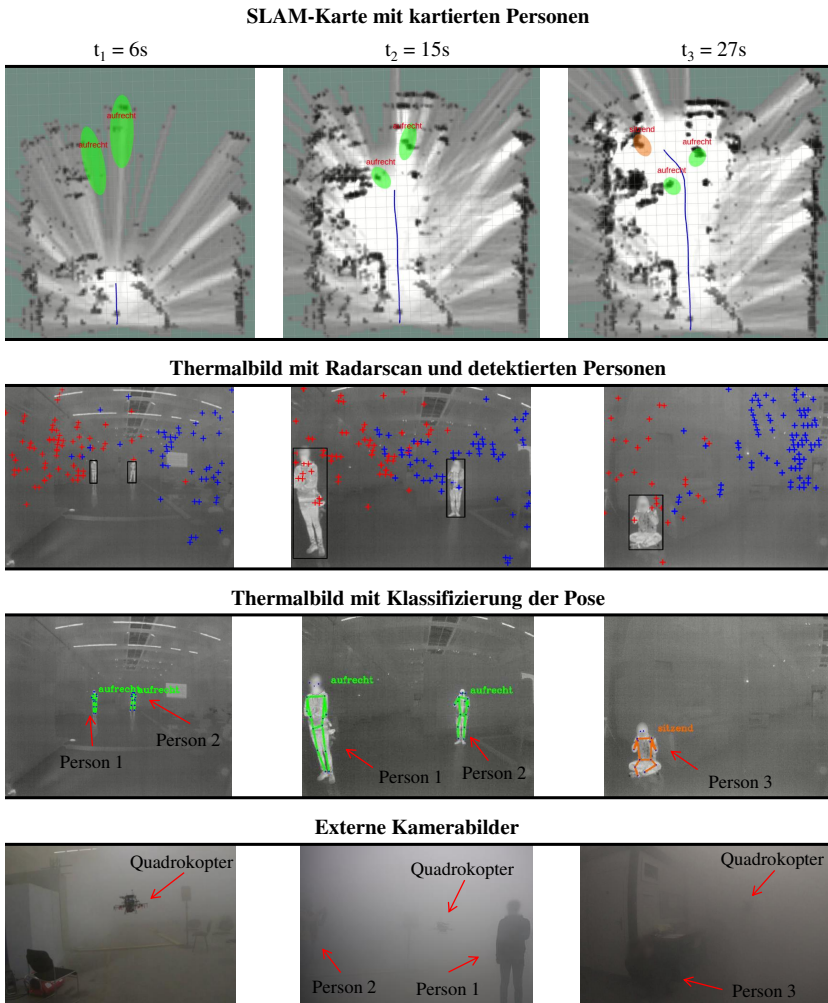 SLAM-Karte mit kartierten Personen
t₁ = 6s
t₂ = 15s
t₃ = 27s
aufrecht
aufrecht
aufrecht
aufrecht
sitzend
aufrecht
aufrecht
Thermalbild mit Radarscan und detektierten Personen
Thermalbild mit Klassifizierung der Pose
aufrecht
aufrecht
Person 1
Person 2
aufrecht
aufrecht
Person 1
Person 2
sitzend
Person 3
Externe Kamerabilder
Quadrokopter
Quadrokopter
Person 2
Person 1
Quadrokopter
Person 3